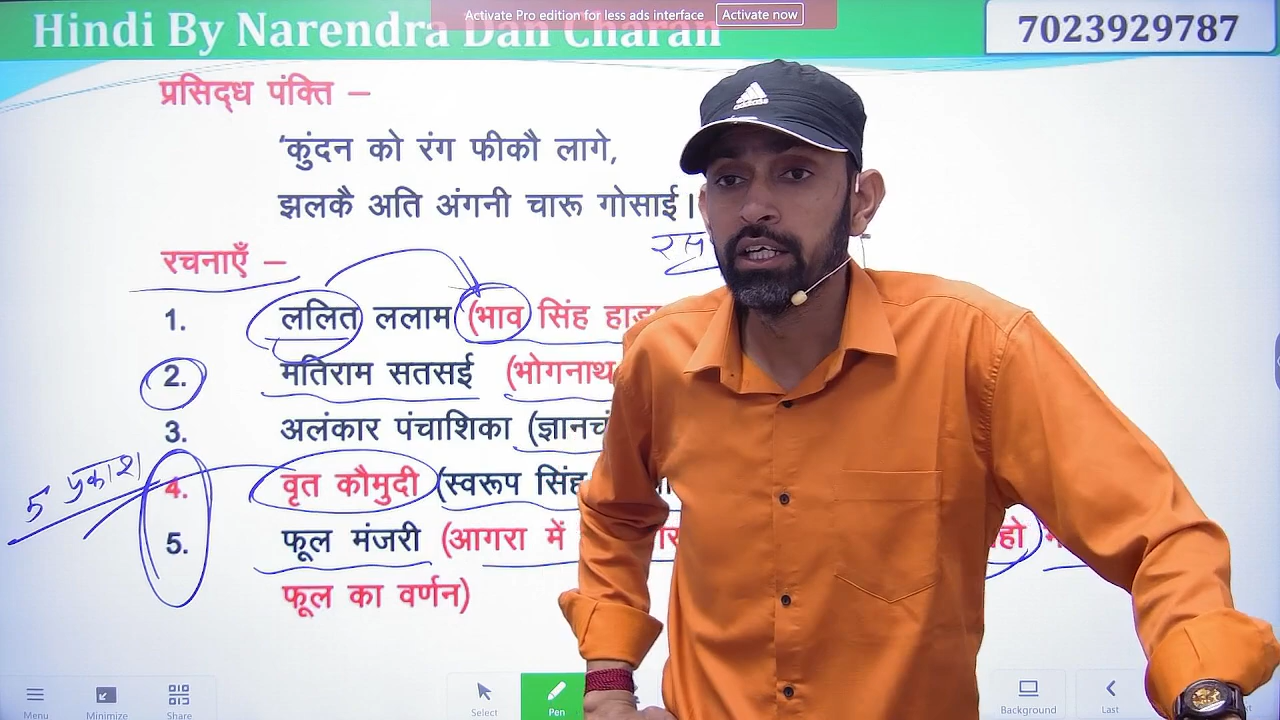 Hindi By Narendra Dan Charan
Activate Pro edition for less ads interface Activate now
7023929787
प्रसिद्ध पंक्ति –
'कुंदन को रंग फीकौ लागे,
झलकै अति अंगनी चारू गोसाई।
रचनाएँ –
1. ललित ललाम (भाव सिंह
2. मतिराम सतसई (भोगनाथ
3. अलंकार पंचाशिका
4. वृत कौमुदी (स्वरूप सिंह
5. फूल मंजरी (आगरा में
फूल का वर्णन)
5 प्रकाश
adidas
Menu Minimize Share Select Pen Background Last